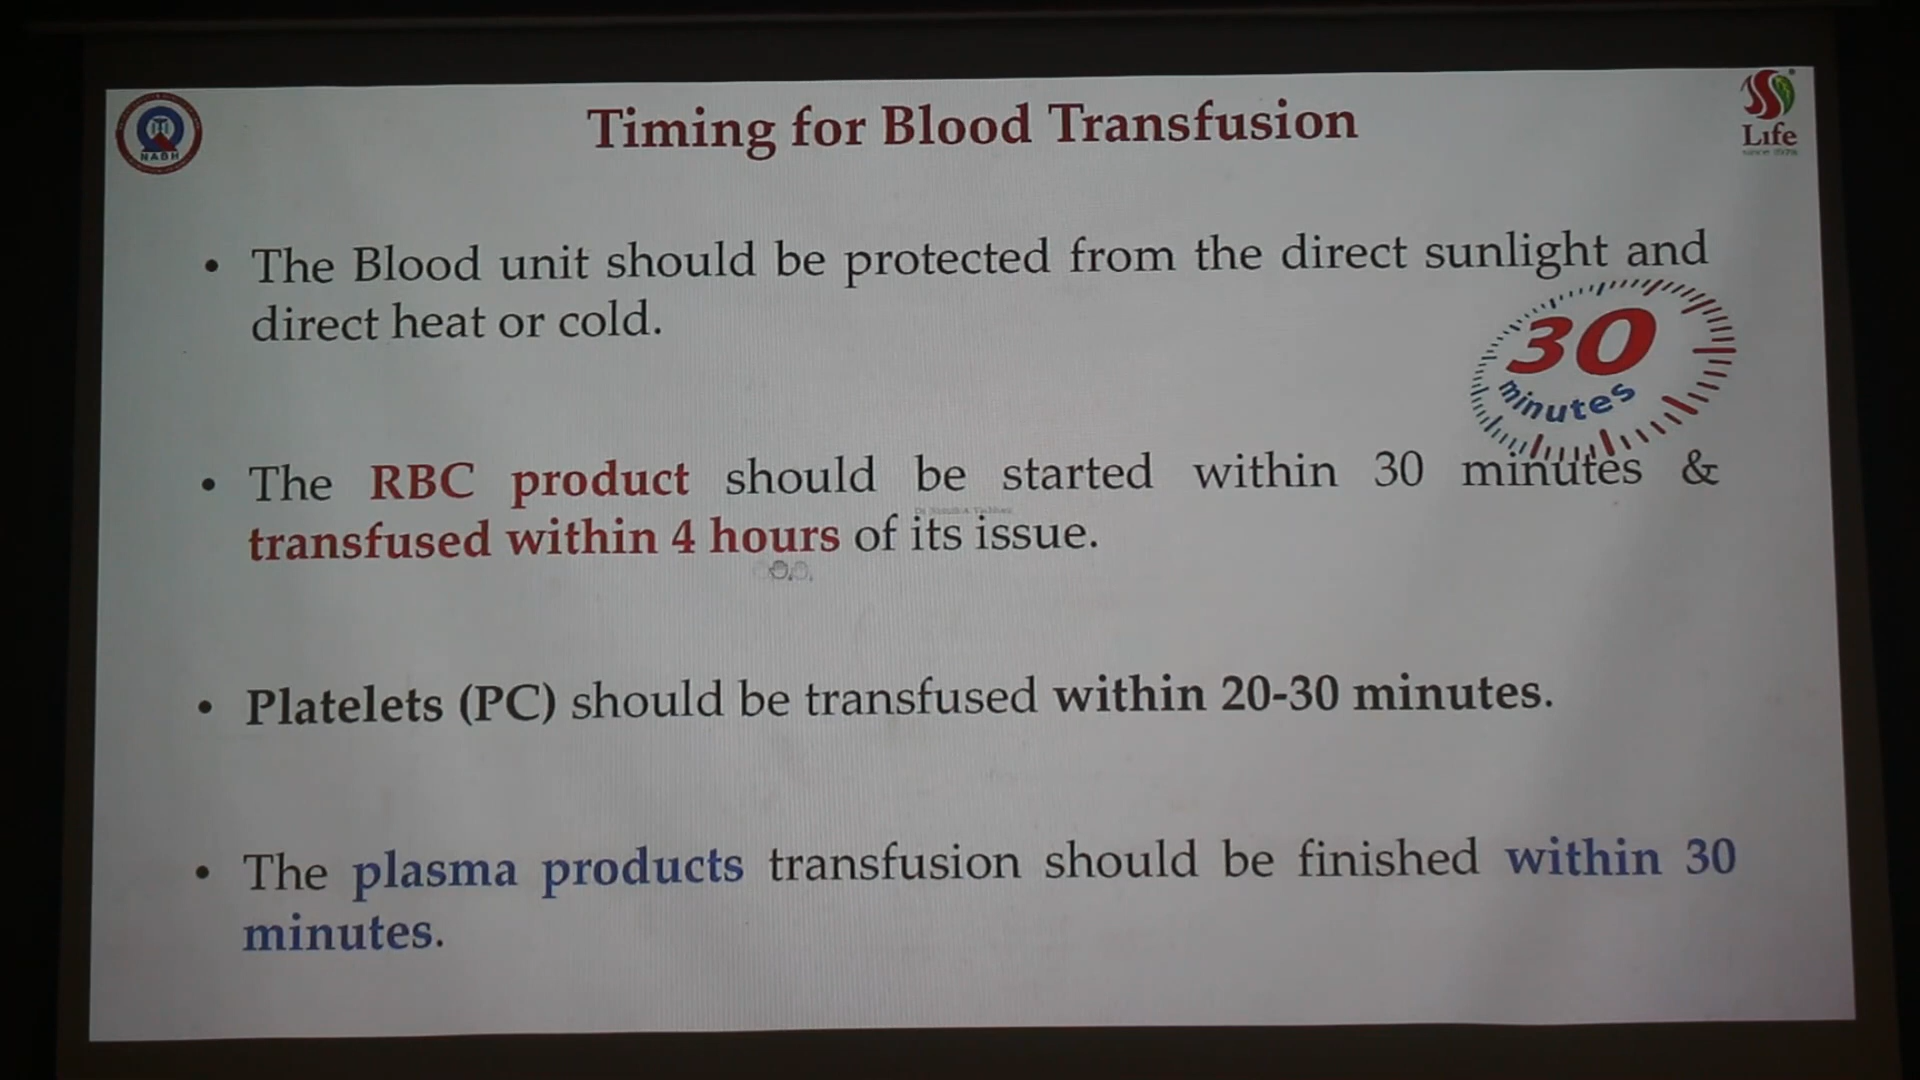 NABH
Timing for Blood Transfusion
Life
• The Blood unit should be protected from the direct sunlight and
direct heat or cold.
30
minutes
• The RBC product should be started within 30 minutes &
transfused within 4 hours of its issue.
• Platelets (PC) should be transfused within 20-30 minutes.
• The plasma products transfusion should be finished within 30
minutes.